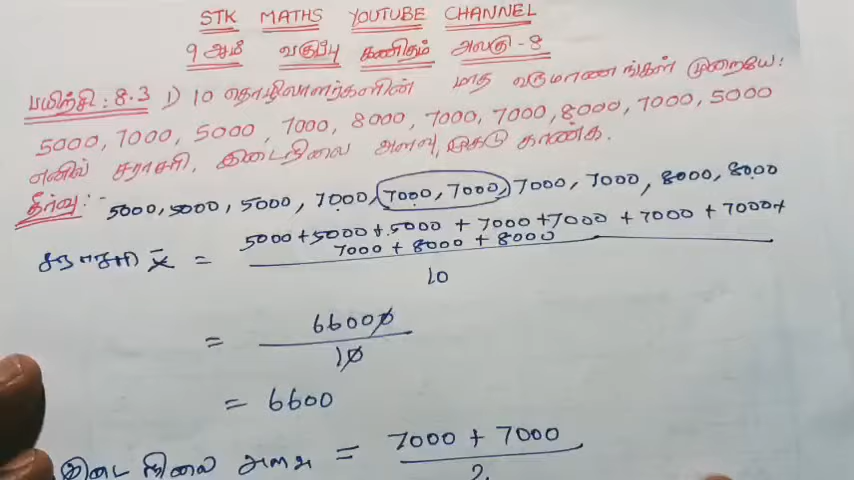 STK MATHS YOUTUBE CHANNEL
9 ஆம் வகுப்பு கணிதம் அலகு - 8
பயிற்சி : 8.3 1) 10 தொழிலாளர்களின் மாத வருமானங்கள் முறையே :
5000, 7000, 5000, 7000, 8000, 7000, 7000, 8000, 7000, 5000
எனில் சராசரி, இடைநிலை அளவு, முகடு காண்க.
தீர்வு :- 5000, 5000, 5000, 7000, 7000, 7000, 7000, 7000, 8000, 8000
சராசரி x̄ = 5000 + 5000 + 5000 + 7000 + 7000 + 7000 + 7000 +
7000 + 8000 + 8000
10
= 66000
10
= 6600
இடை நிலை அளவு = 7000 + 7000
2